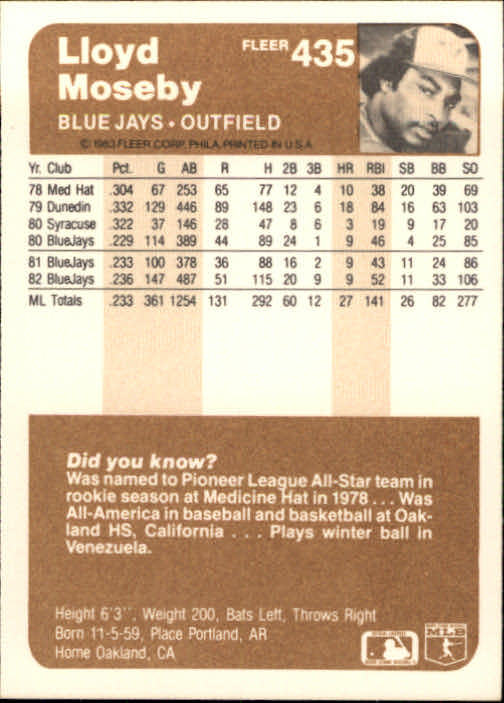 Lloyd
Moseby
FLEER 435
BLUE JAYS • OUTFIELD
© 1983 FLEER CORP. PHILA. PRINTED IN U.S.A.
Yr. Club Pct. G AB R H 2B 3B HR RBI SB BB SO
78 Med Hat .304 67 253 65 77 12 4 10 38 20 39 69
79 Dunedin .332 129 446 89 148 23 6 18 84 16 63 103
80 Syracuse .322 37 146 28 47 8 6 3 19 9 17 20
80 BlueJays .229 114 389 44 89 24 1 9 46 4 25 85
81 BlueJays .233 100 378 36 88 16 2 9 43 11 24 86
82 BlueJays .236 147 487 51 115 20 9 9 52 11 33 106
ML Totals .233 361 1254 131 292 60 12 27 141 26 82 277
Did you know?
Was named to Pioneer League All-Star team in
rookie season at Medicine Hat in 1978 . . . Was
All-America in baseball and basketball at Oak-
land HS, California . . . Plays winter ball in
Venezuela.
Height 6'3'', Weight 200, Bats Left, Throws Right
Born 11-5-59, Place Portland, AR
Home Oakland, CA
MLB